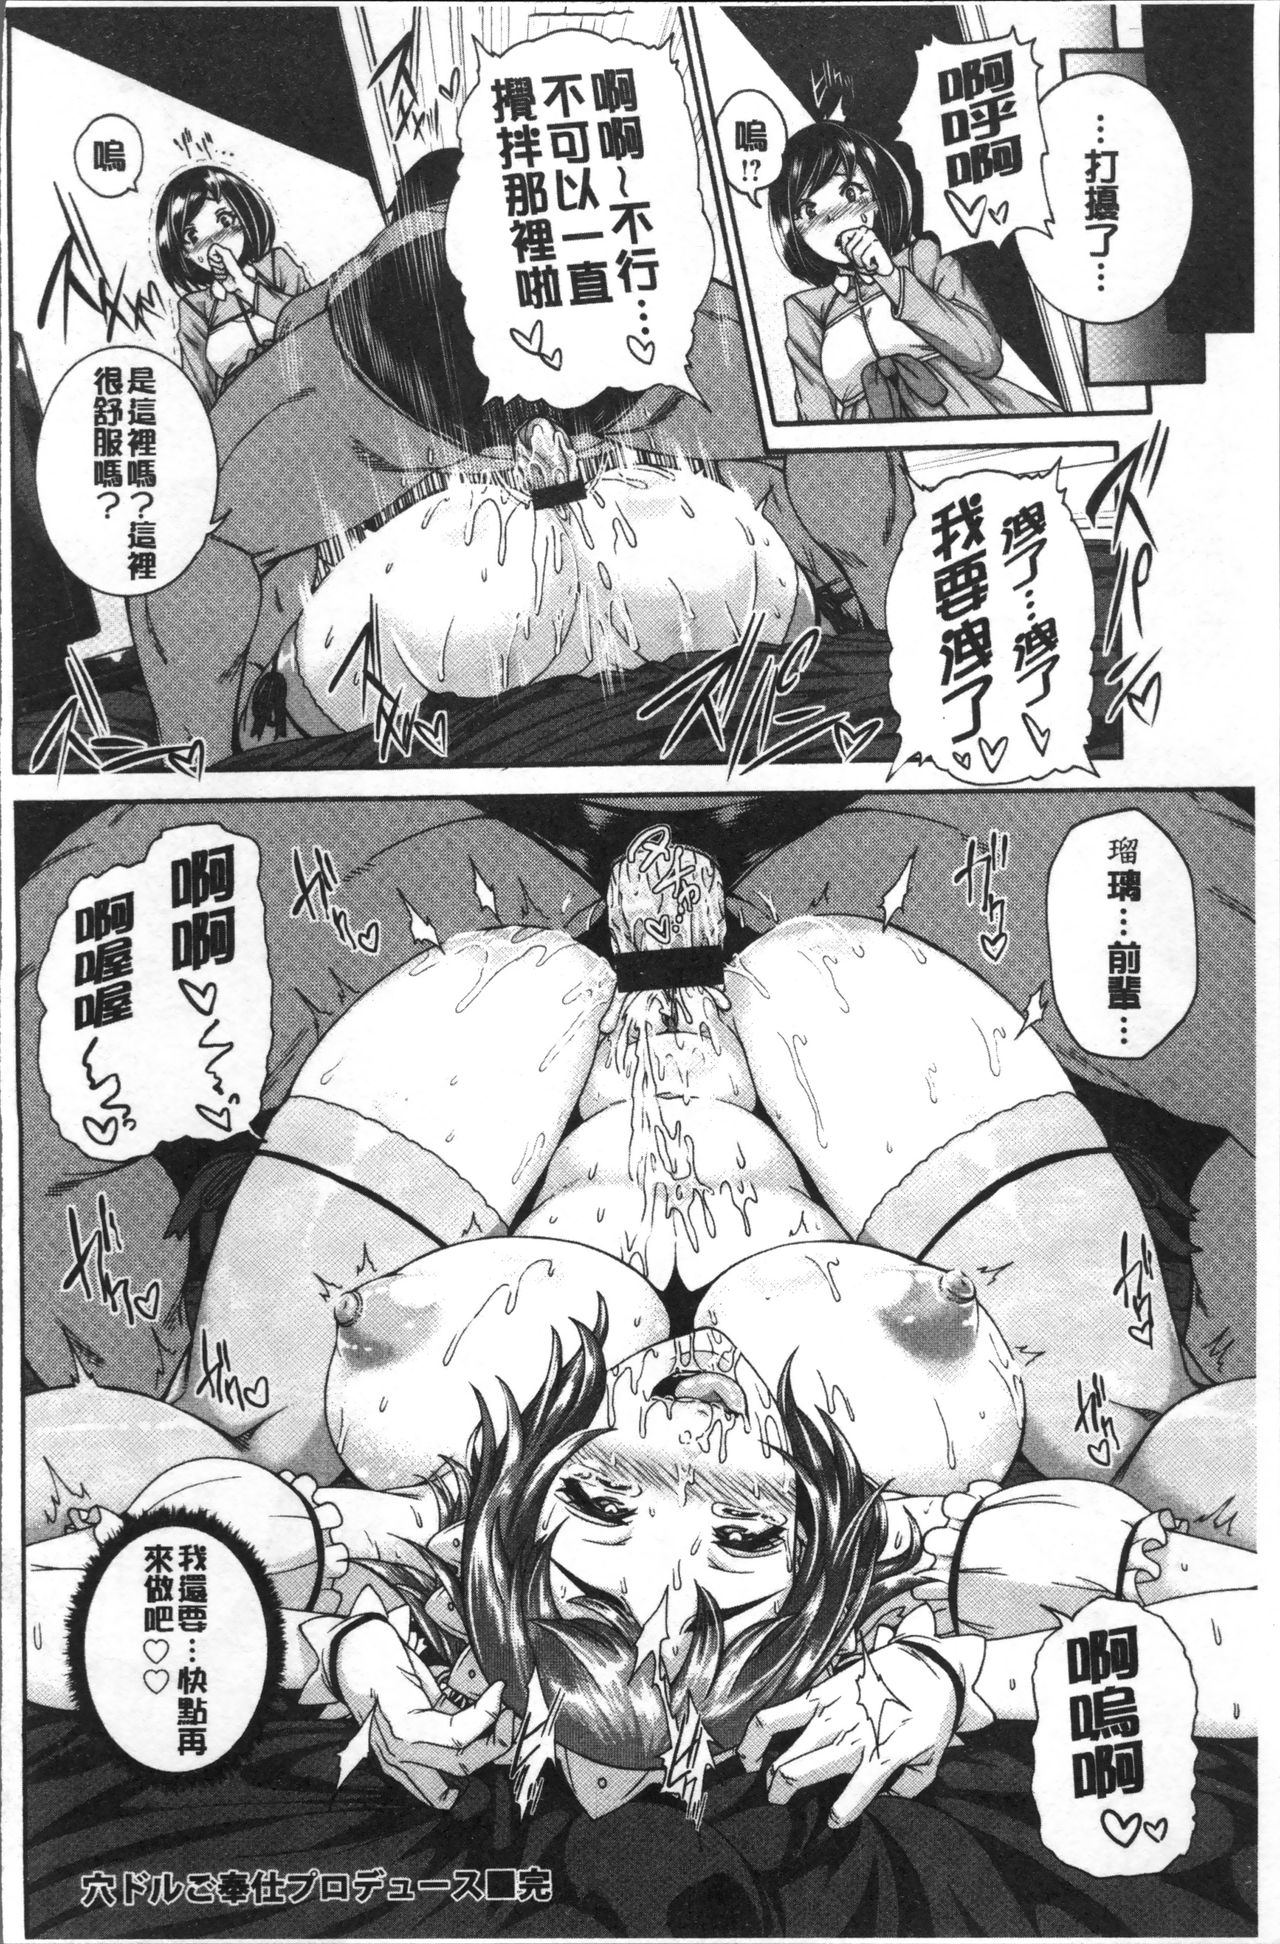 …打擾了…
啊呼啊
嗚!?
啊啊～不行…
不可以一直
攪拌那裡啦
嗚
是這裡嗎？這裡
很舒服嗎？
洩了…洩了
我要洩了
瑠璃…前輩…
啊啊
啊喔喔
啊嗚啊
我還要…快點再
來做吧♡♡
穴ドルご奉仕プロデュース■完